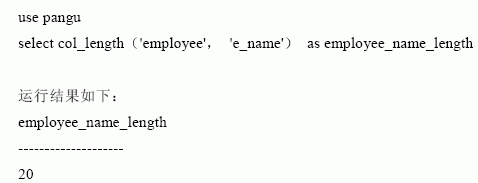 use pangu
select col_length（'employee'， 'e_name'） as employee_name_length
运行结果如下：
employee_name_length
--------------------
20